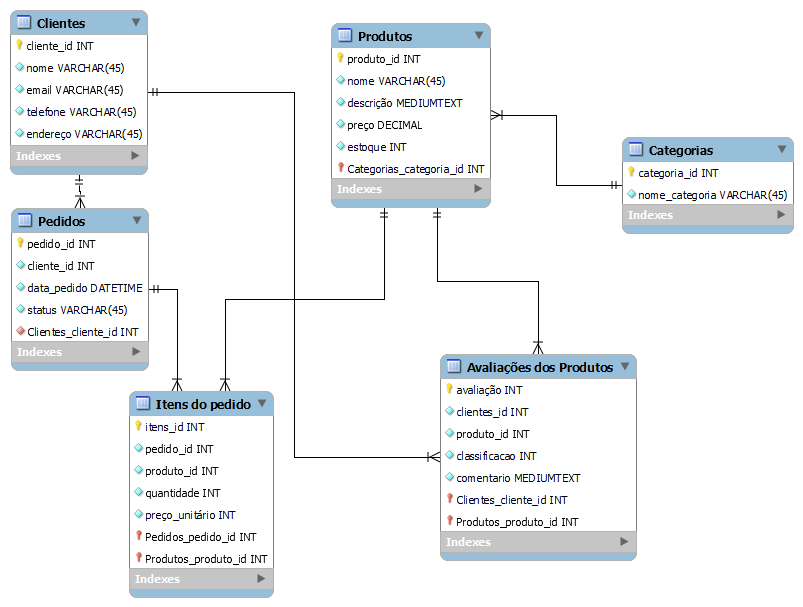 Clientes
cliente_id INT
nome VARCHAR(45)
email VARCHAR(45)
telefone VARCHAR(45)
endereço VARCHAR(45)
Indexes
Produtos
produto_id INT
nome VARCHAR(45)
descrição MEDIUMTEXT
preço DECIMAL
estoque INT
Categorias_categoria_id INT
Indexes
Categorias
categoria_id INT
nome_categoria VARCHAR(45)
Indexes
Pedidos
pedido_id INT
cliente_id INT
data_pedido DATETIME
status VARCHAR(45)
Clientes_cliente_id INT
Indexes
Itens do pedido
itens_id INT
pedido_id INT
produto_id INT
quantidade INT
preço_unitário INT
Pedidos_pedido_id INT
Produtos_produto_id INT
Indexes
Avaliações dos Produtos
avaliação INT
clientes_id INT
produto_id INT
classificacao INT
comentario MEDIUMTEXT
Clientes_cliente_id INT
Produtos_produto_id INT
Indexes